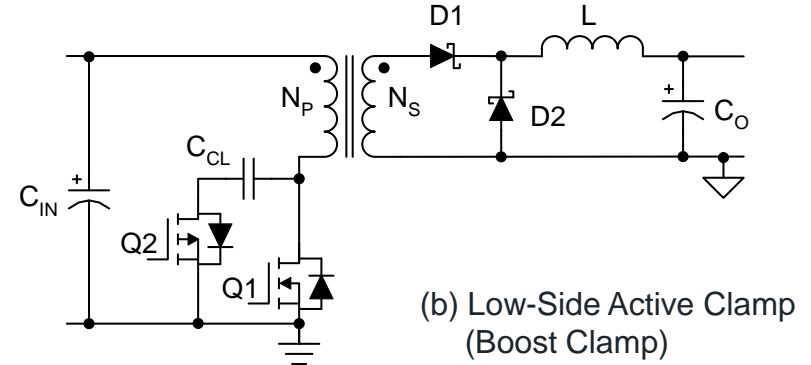 D1
L
N_P
N_S
D2
+
C_O
C_CL
+
C_IN
Q2
Q1
(b) Low-Side Active Clamp
(Boost Clamp)